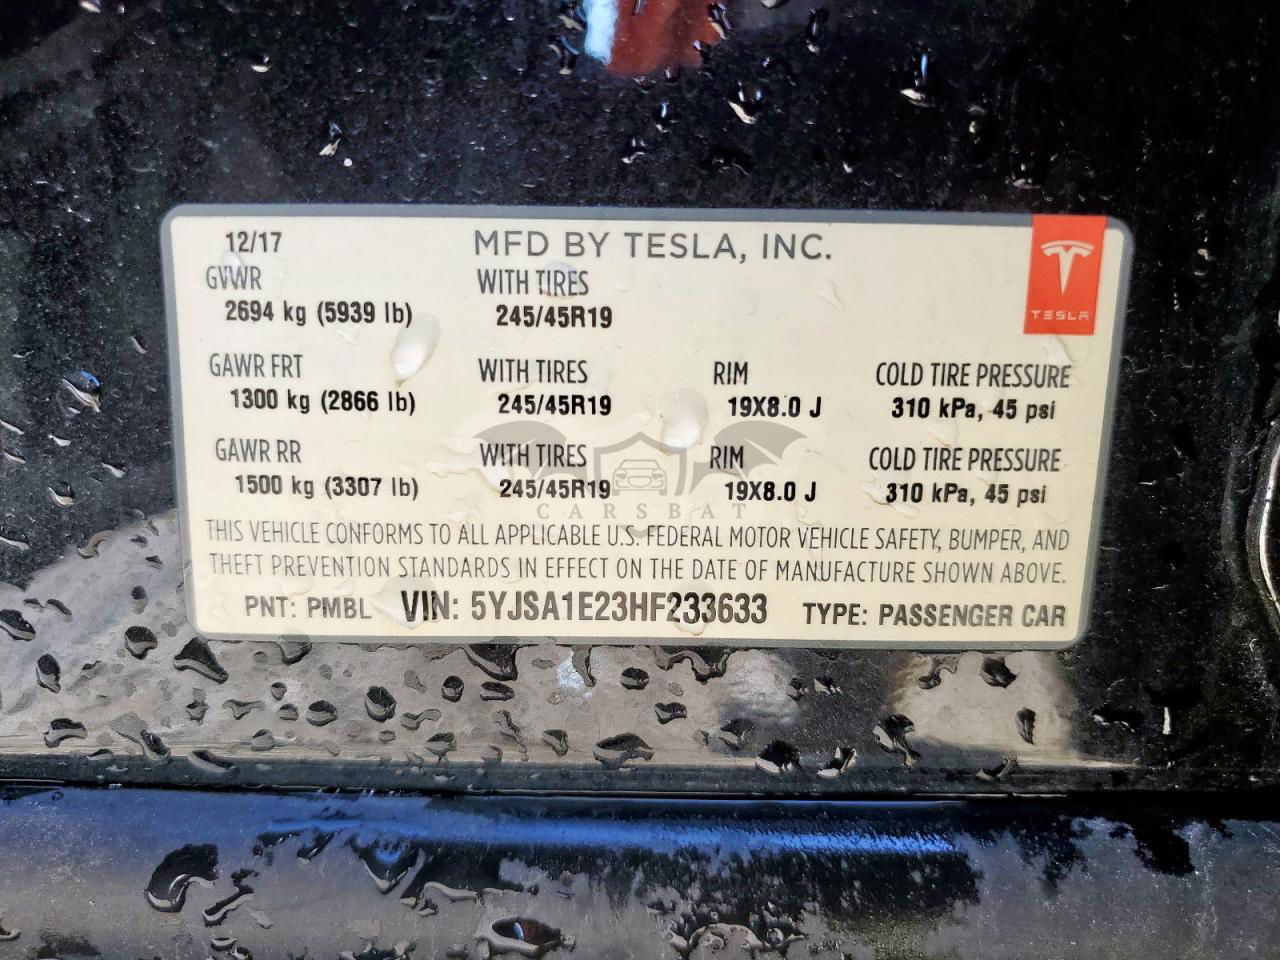 12/17 MFD BY TESLA, INC.
GVWR WITH TIRES
2694 kg (5939 lb) 245/45R19
TESLA
GAWR FRT WITH TIRES RIM COLD TIRE PRESSURE
1300 kg (2866 lb) 245/45R19 19X8.0 J 310 kPa, 45 psi
GAWR RR WITH TIRES RIM COLD TIRE PRESSURE
1500 kg (3307 lb) 245/45R19 19X8.0 J 310 kPa, 45 psi
CARSBAT
THIS VEHICLE CONFORMS TO ALL APPLICABLE U.S. FEDERAL MOTOR VEHICLE SAFETY, BUMPER, AND
THEFT PREVENTION STANDARDS IN EFFECT ON THE DATE OF MANUFACTURE SHOWN ABOVE.
PNT: PMBL VIN: 5YJSA1E23HF233633 TYPE: PASSENGER CAR